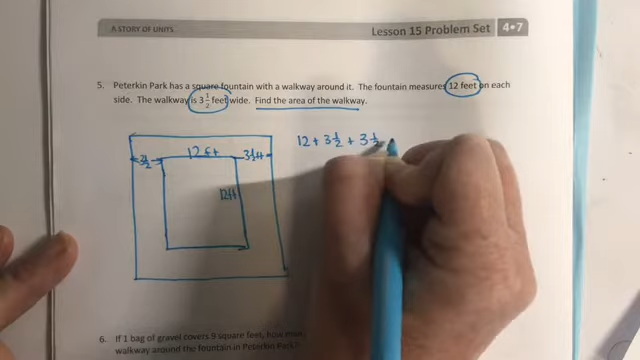 A STORY OF UNITS
Lesson 15 Problem Set 4•7
5. Peterkin Park has a square fountain with a walkway around it. The fountain measures 12 feet on each
side. The walkway is 3 1/2 feet wide. Find the area of the walkway.
12 + 3 1/2 + 3 1/2
12 ft
3 1/2
3 1/2 ft
12 ft
6. If 1 bag of gravel covers 9 square feet, how man
walkway around the fountain in Peterkin Park?